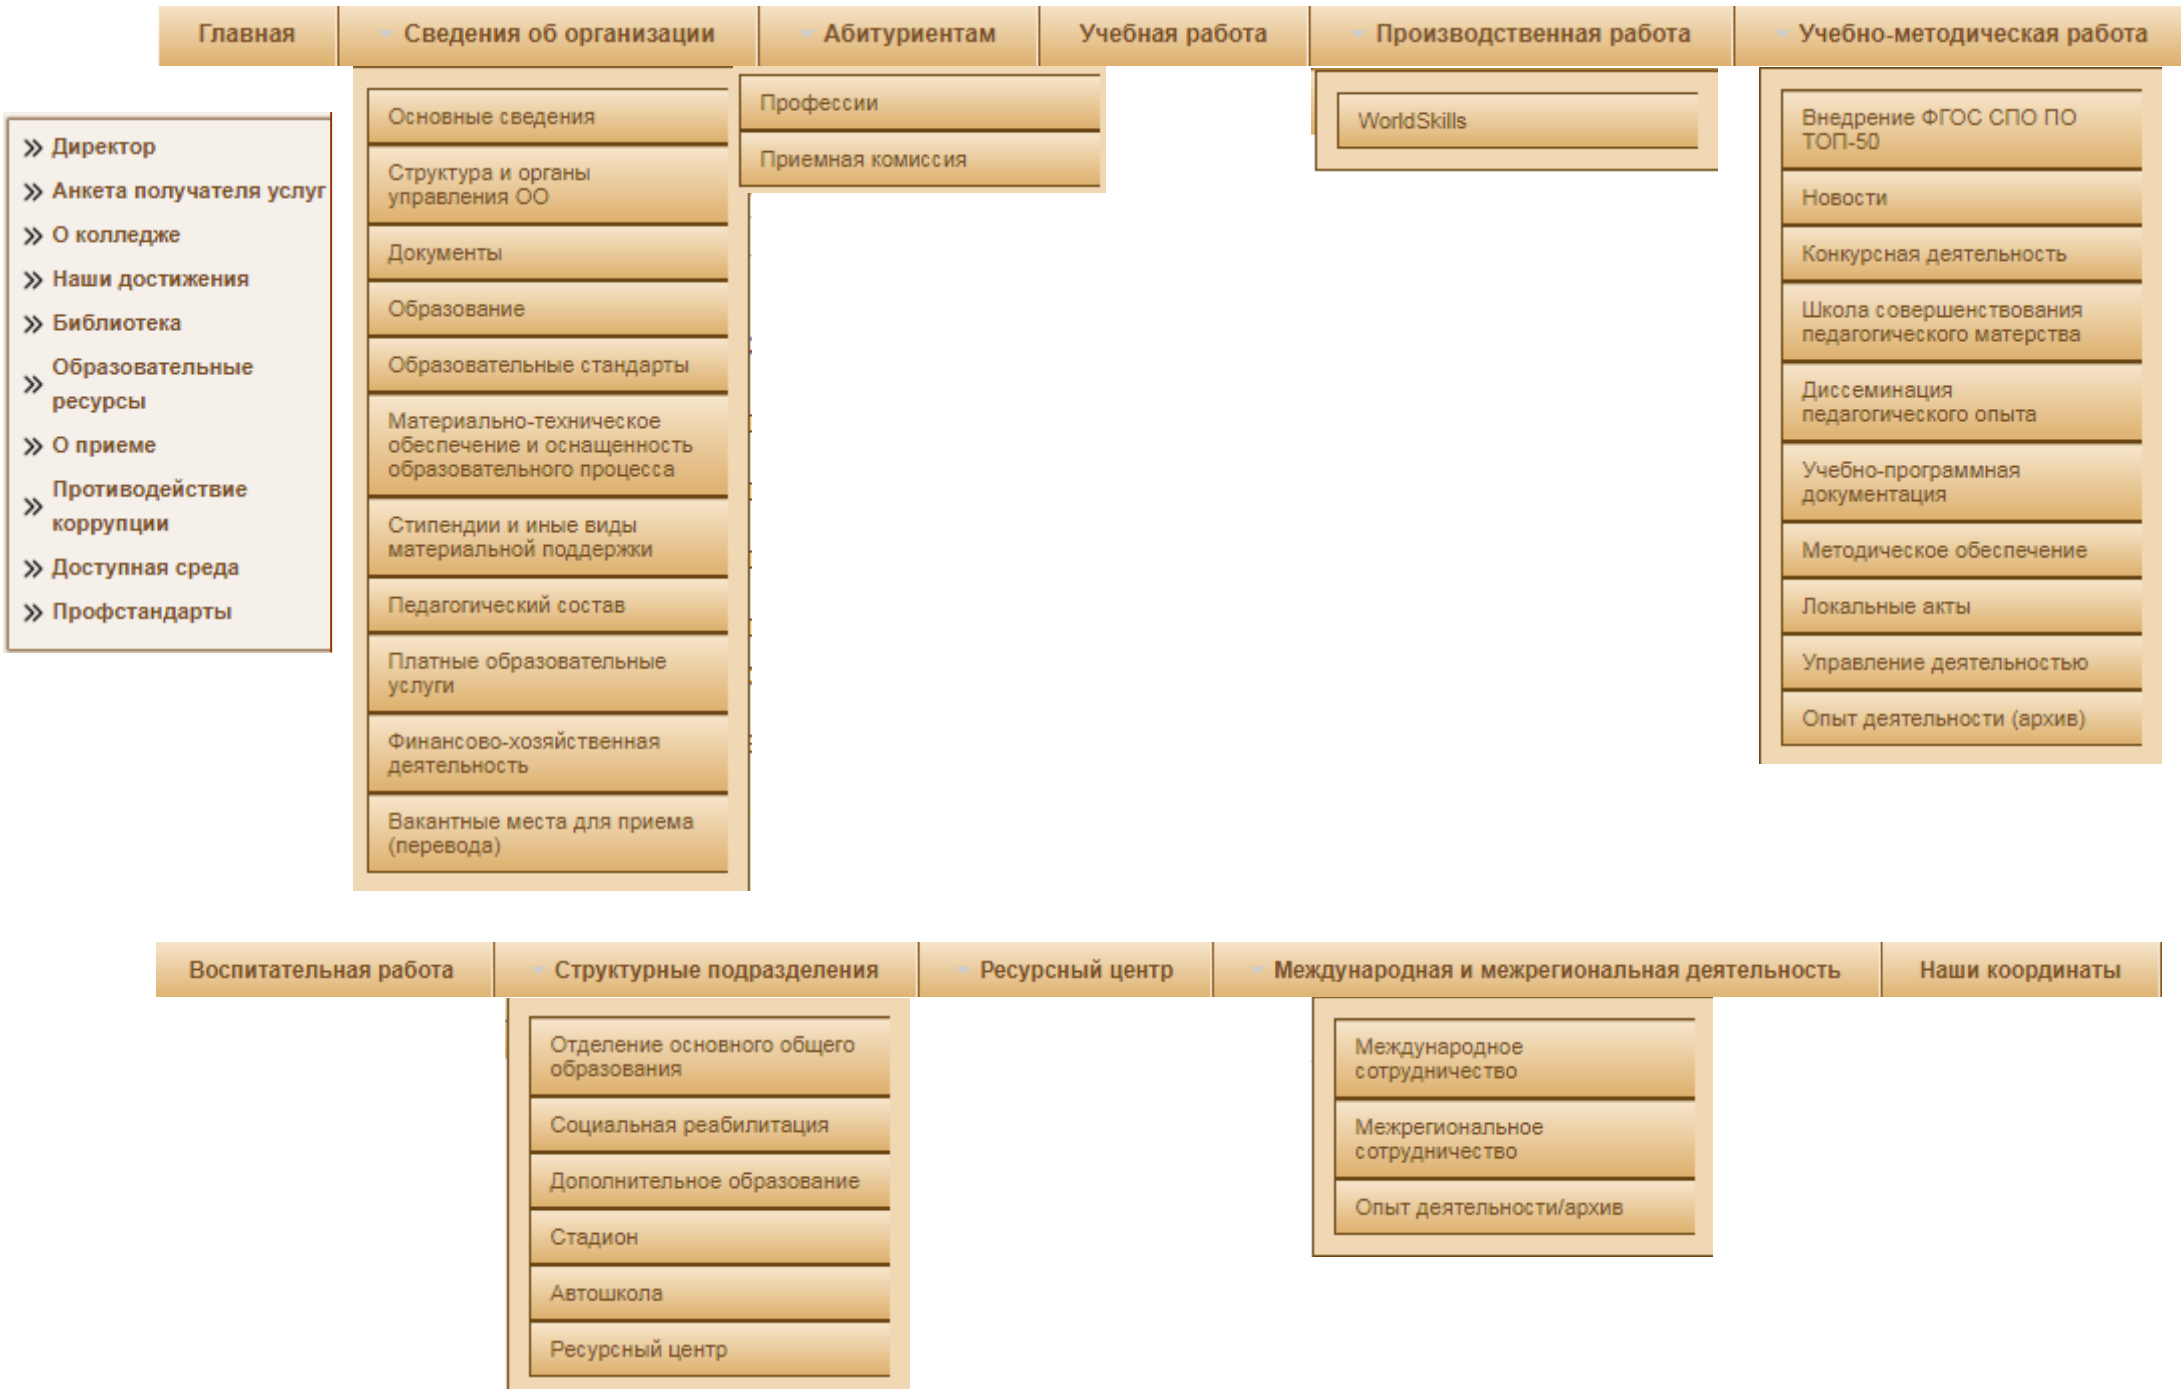 Главная
Сведения об организации
Абитуриентам
Учебная работа
Производственная работа
Учебно-методическая работа
Директор
Анкета получателя услуг
О колледже
Наши достижения
Библиотека
Образовательные
ресурсы
О приеме
Противодействие
коррупции
Доступная среда
Профстандарты
Основные сведения
Структура и органы
управления ОО
Документы
Образование
Образовательные стандарты
Материально-техническое
обеспечение и оснащенность
образовательного процесса
Стипендии и иные виды
материальной поддержки
Педагогический состав
Платные образовательные
услуги
Финансово-хозяйственная
деятельность
Вакантные места для приема
(перевода)
Профессии
Приемная комиссия
WorldSkills
Внедрение ФГОС СПО ПО
ТОП-50
Новости
Конкурсная деятельность
Школа совершенствования
педагогического матерства
Диссеминация
педагогического опыта
Учебно-программная
документация
Методическое обеспечение
Локальные акты
Управление деятельностью
Опыт деятельности (архив)
Воспитательная работа
Структурные подразделения
Ресурсный центр
Международная и межрегиональная деятельность
Наши координаты
Отделение основного общего
образования
Социальная реабилитация
Дополнительное образование
Стадион
Автошкола
Ресурсный центр
Международное
сотрудничество
Межрегиональное
сотрудничество
Опыт деятельности/архив